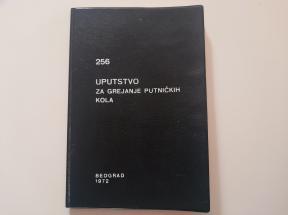 256
UPUTSTVO
ZA GREJANJE PUTNIČKIH
KOLA
BEOGRAD
1972